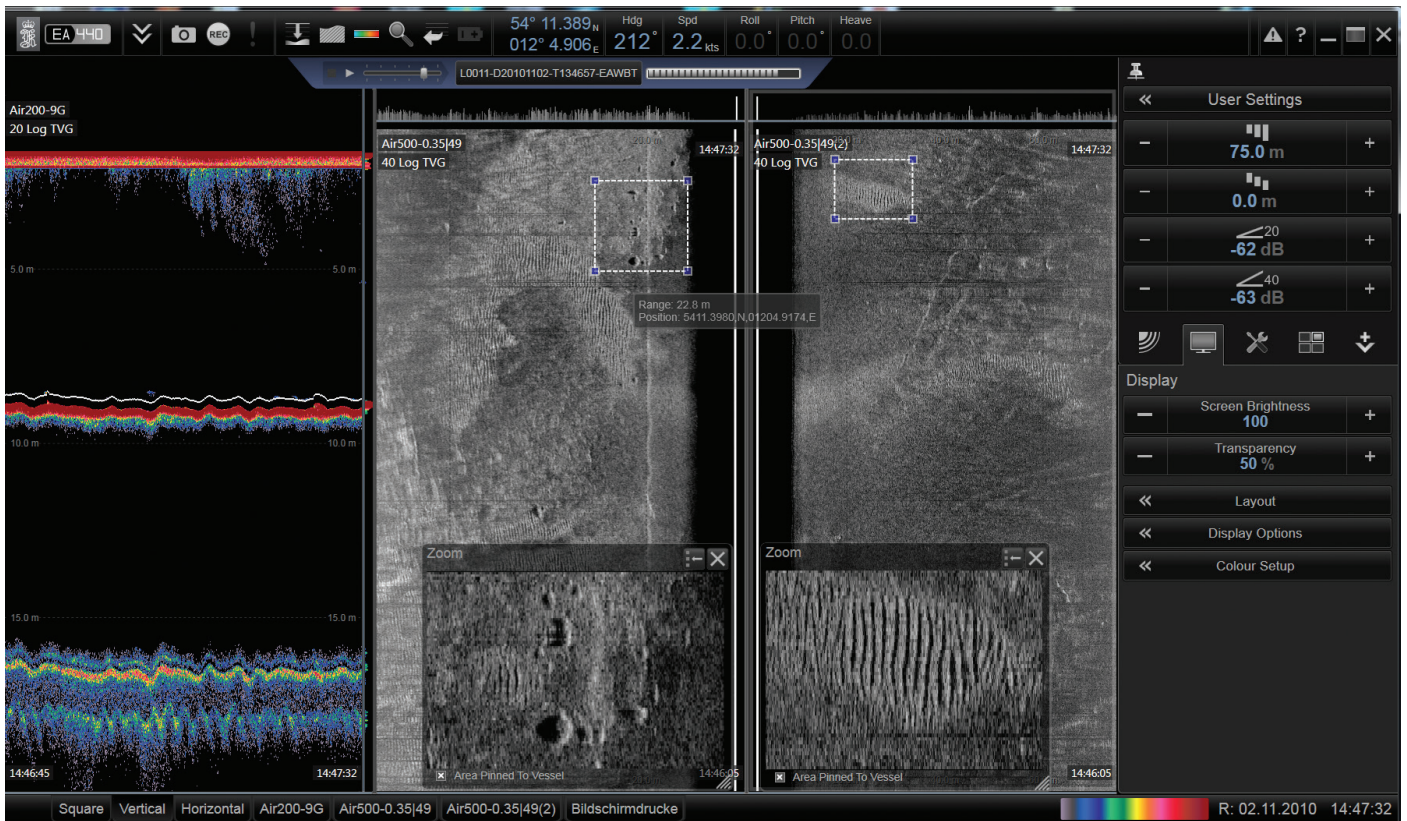 EA 440
REC
54° 11.389 N
012° 4.906 E
Hdg
212°
Spd
2.2 kts
Roll
0.0°
Pitch
0.0°
Heave
0.0
L0011-D20101102-T134657-EAWBT
Air200-9G
20 Log TVG
5.0 m
5.0 m
10.0 m
10.0 m
15.0 m
15.0 m
14:46:45
14:47:32
Air500-0.35|49
40 Log TVG
20.0 m
14:47:32
Range: 22.8 m
Position: 5411.3980,N,01204.9174,E
Zoom
Area Pinned To Vessel
14:46:05
Air500-0.35|49(2)
40 Log TVG
14:47:32
Zoom
Area Pinned To Vessel
14:46:05
User Settings
75.0 m
0.0 m
20
-62 dB
40
-63 dB
Display
Screen Brightness
100
Transparency
50 %
Layout
Display Options
Colour Setup
Square
Vertical
Horizontal
Air200-9G
Air500-0.35|49
Air500-0.35|49(2)
Bildschirmdrucke
R: 02.11.2010 14:47:32